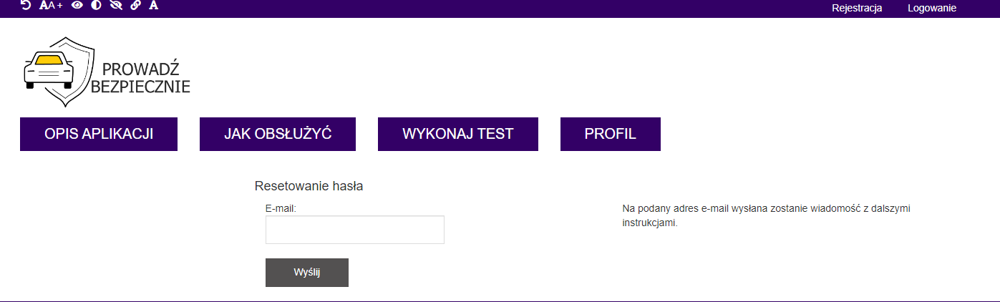 AA+ A
Rejestracja Logowanie
PROWADŹ
BEZPIECZNIE
OPIS APLIKACJI JAK OBSŁUŻYĆ WYKONAJ TEST PROFIL
Resetowanie hasła
E-mail:
Wyślij
Na podany adres e-mail wysłana zostanie wiadomość z dalszymi
instrukcjami.